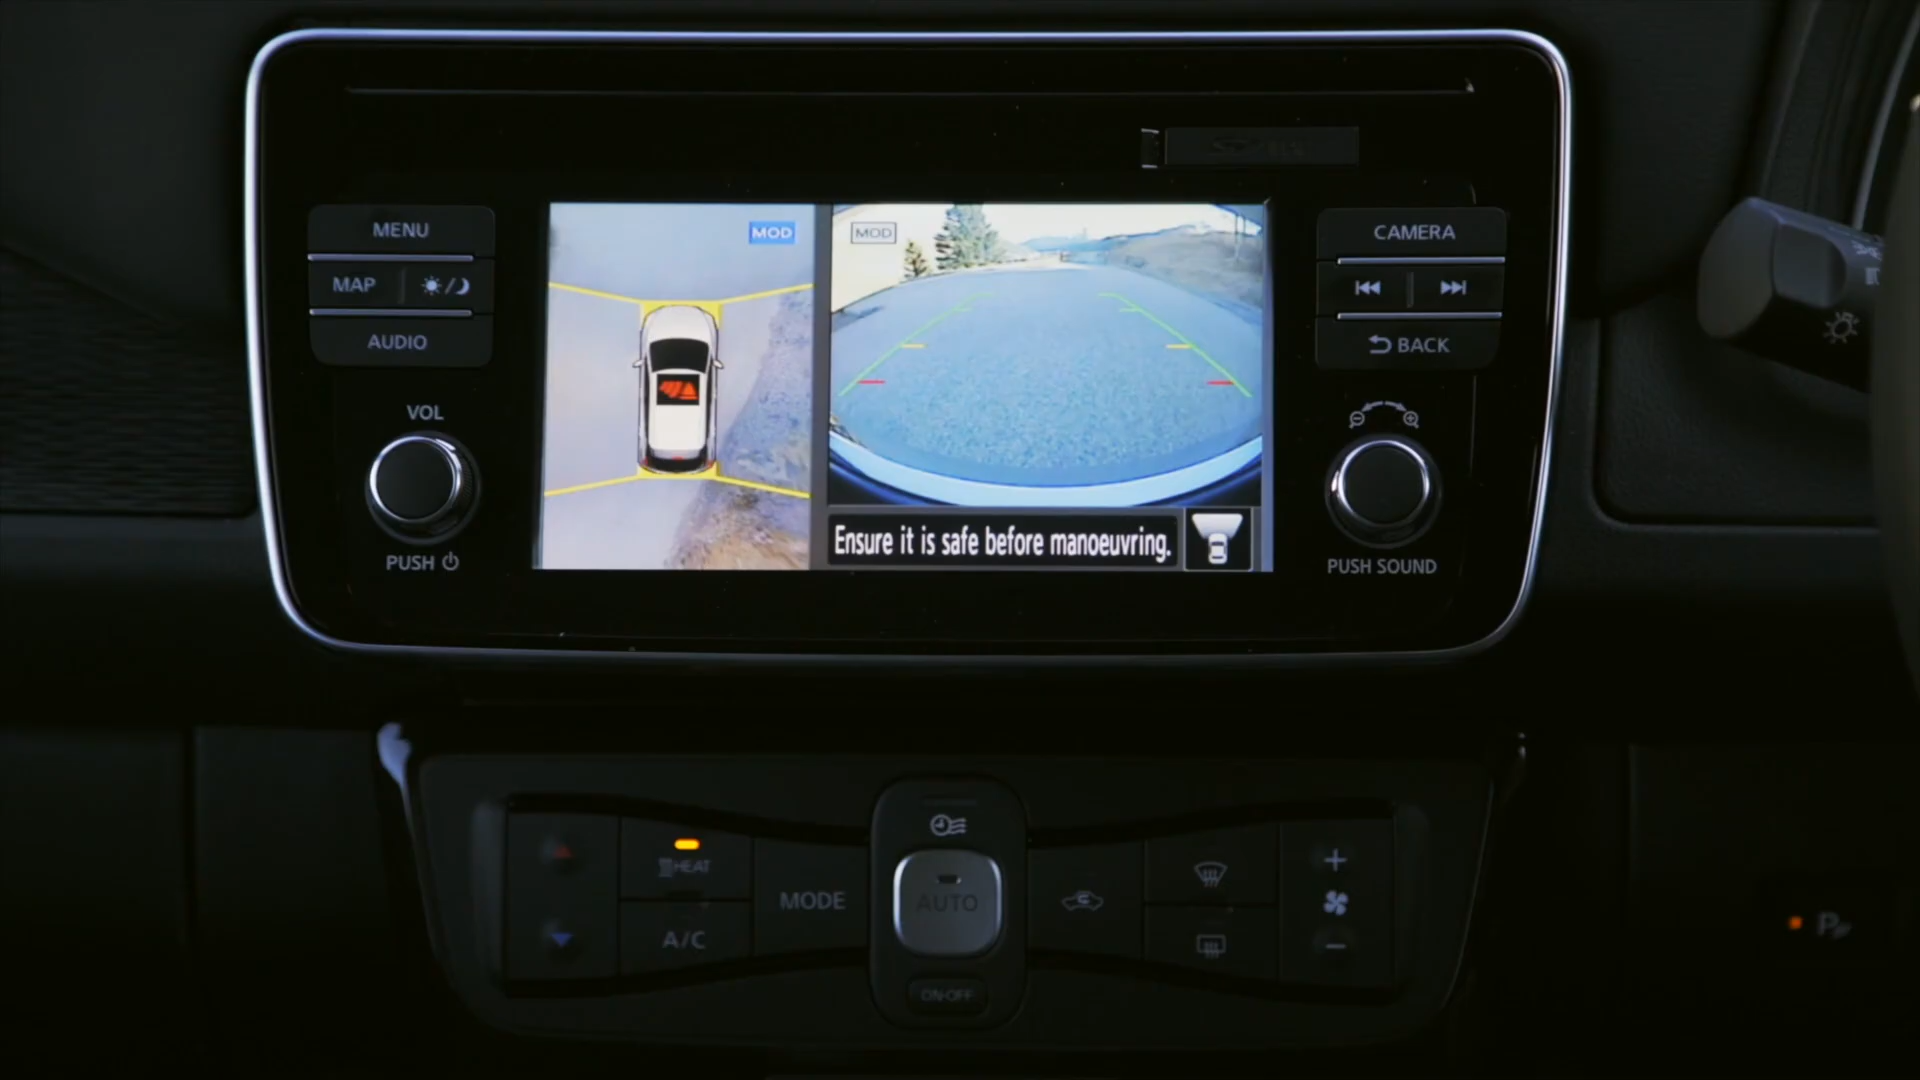 MENU
MAP
AUDIO
VOL
PUSH
MOD
MOD
Ensure it is safe before manoeuvring.
CAMERA
BACK
PUSH SOUND
HEAT
A/C
MODE
AUTO
ON·OFF
P